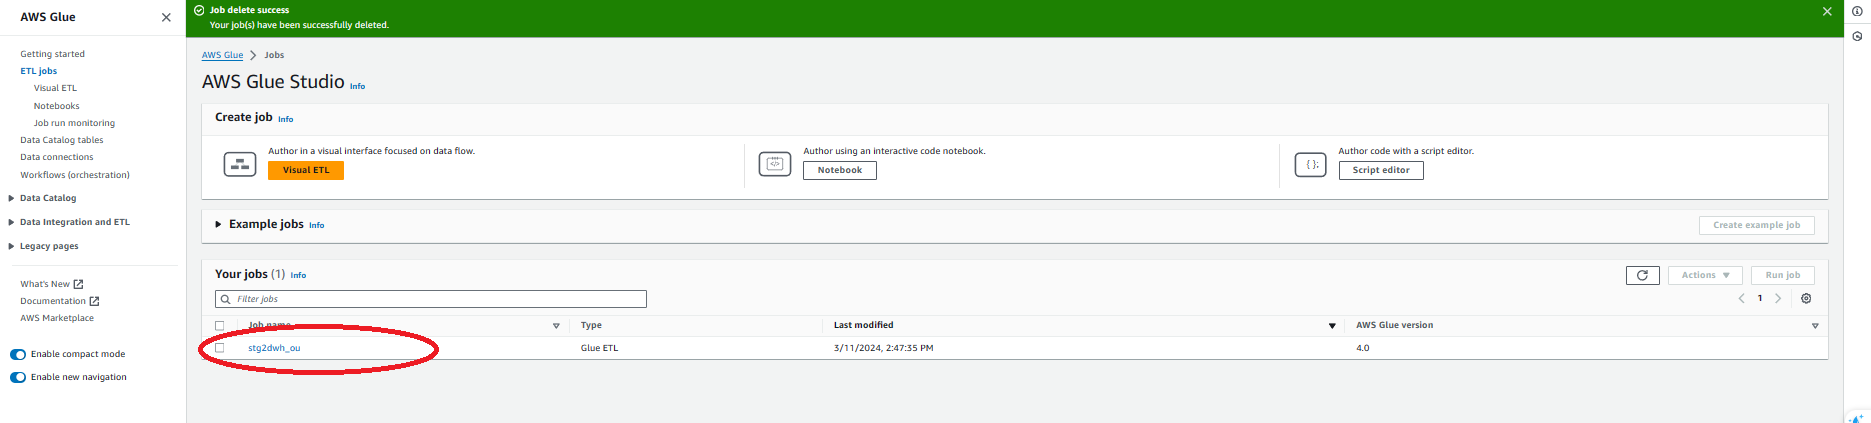 AWS Glue
Getting started
ETL jobs
Visual ETL
Notebooks
Job run monitoring
Data Catalog tables
Data connections
Workflows (orchestration)
Data Catalog
Data Integration and ETL
Legacy pages
What's New
Documentation
AWS Marketplace
Enable compact mode
Enable new navigation
Job delete success
Your job(s) have been successfully deleted.
AWS Glue > Jobs
AWS Glue Studio Info
Create job Info
Author in a visual interface focused on data flow.
Visual ETL
Author using an interactive code notebook.
Notebook
Author code with a script editor.
Script editor
Example jobs Info
Create example job
Your jobs (1) Info
Actions
Run job
Filter jobs
1
Job name Type Last modified AWS Glue version
stg2dwh_ou Glue ETL 3/11/2024, 2:47:35 PM 4.0